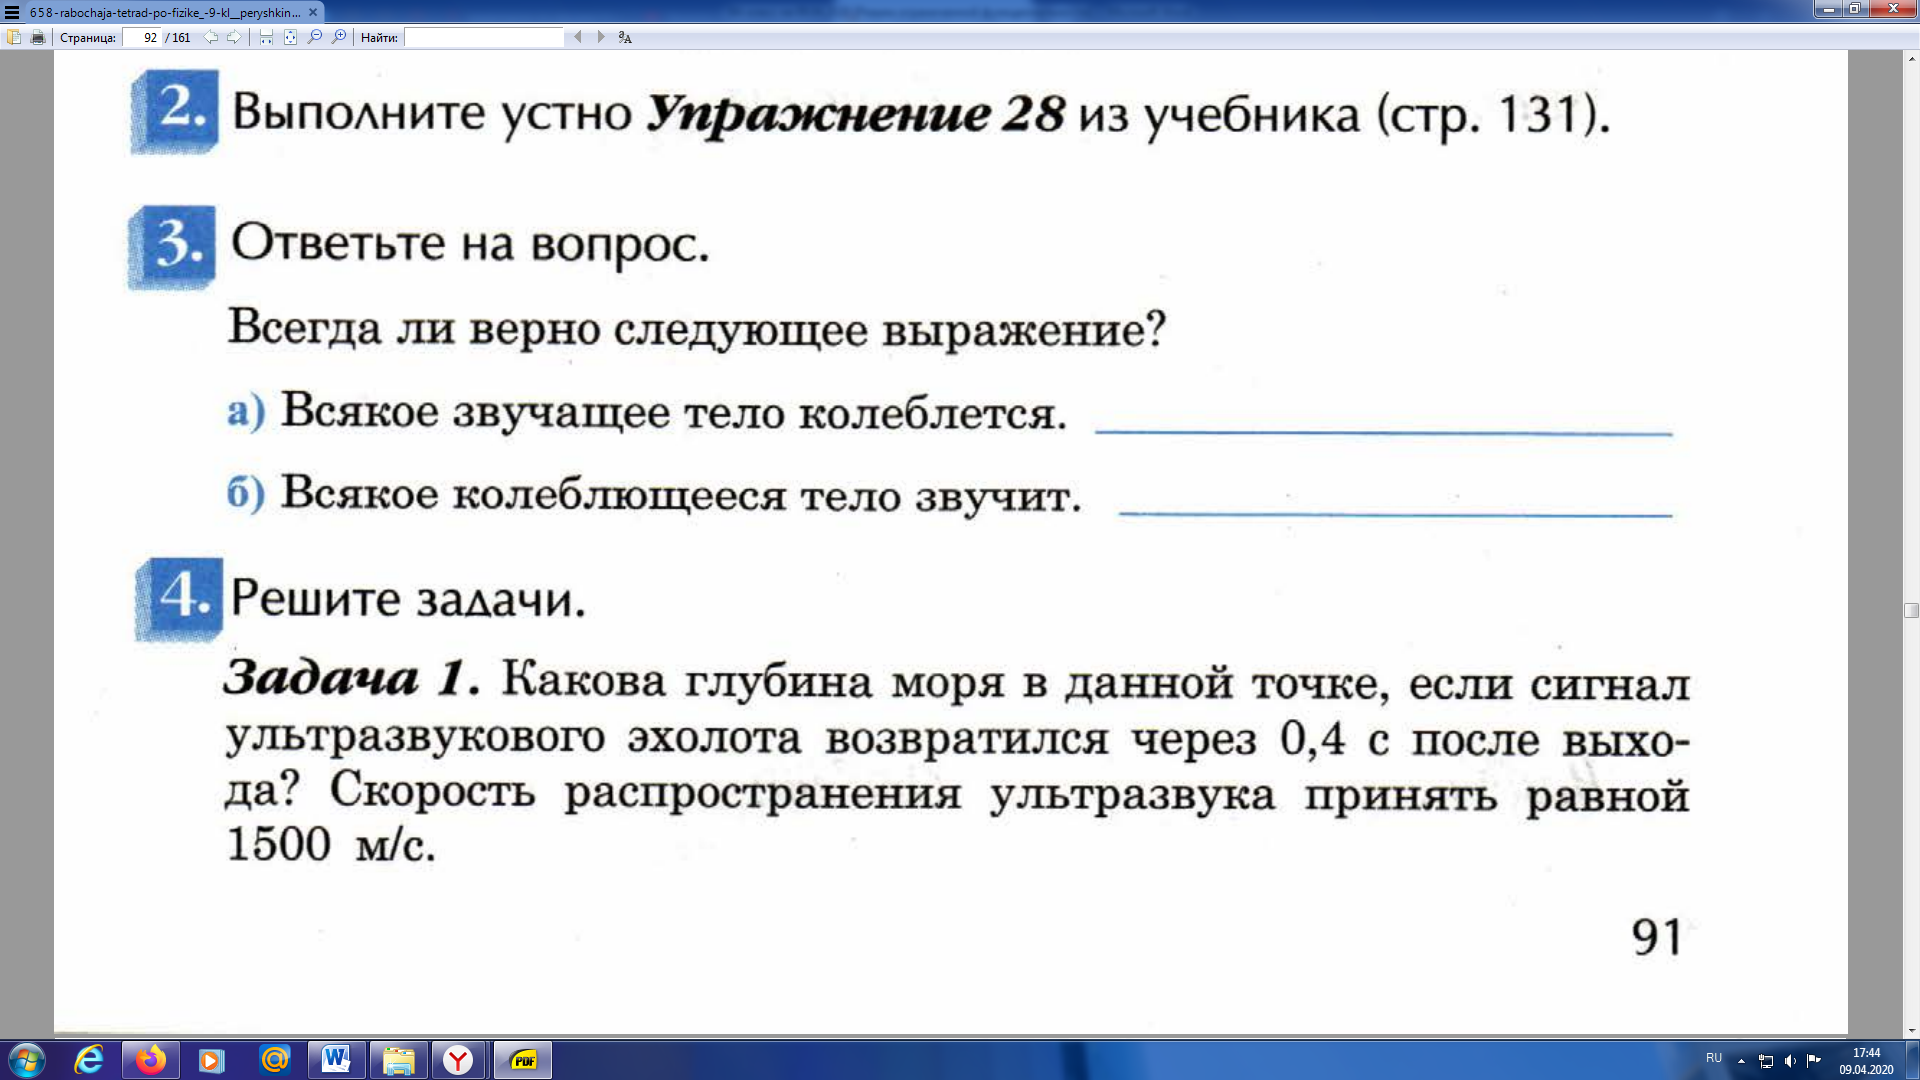 658-rabochaja-tetrad-po-fizike_-9-kl__peryshkin...
Страница: 92 / 161 Найти:
2. Выполните устно Упражнение 28 из учебника (стр. 131).
3. Ответьте на вопрос.
Всегда ли верно следующее выражение?
а) Всякое звучащее тело колеблется.
б) Всякое колеблющееся тело звучит.
4. Решите задачи.
Задача 1. Какова глубина моря в данной точке, если сигнал
ультразвукового эхолота возвратился через 0,4 с после выхо-
да? Скорость распространения ультразвука принять равной
1500 м/с.
91
PDF
RU
17:44
09.04.2020